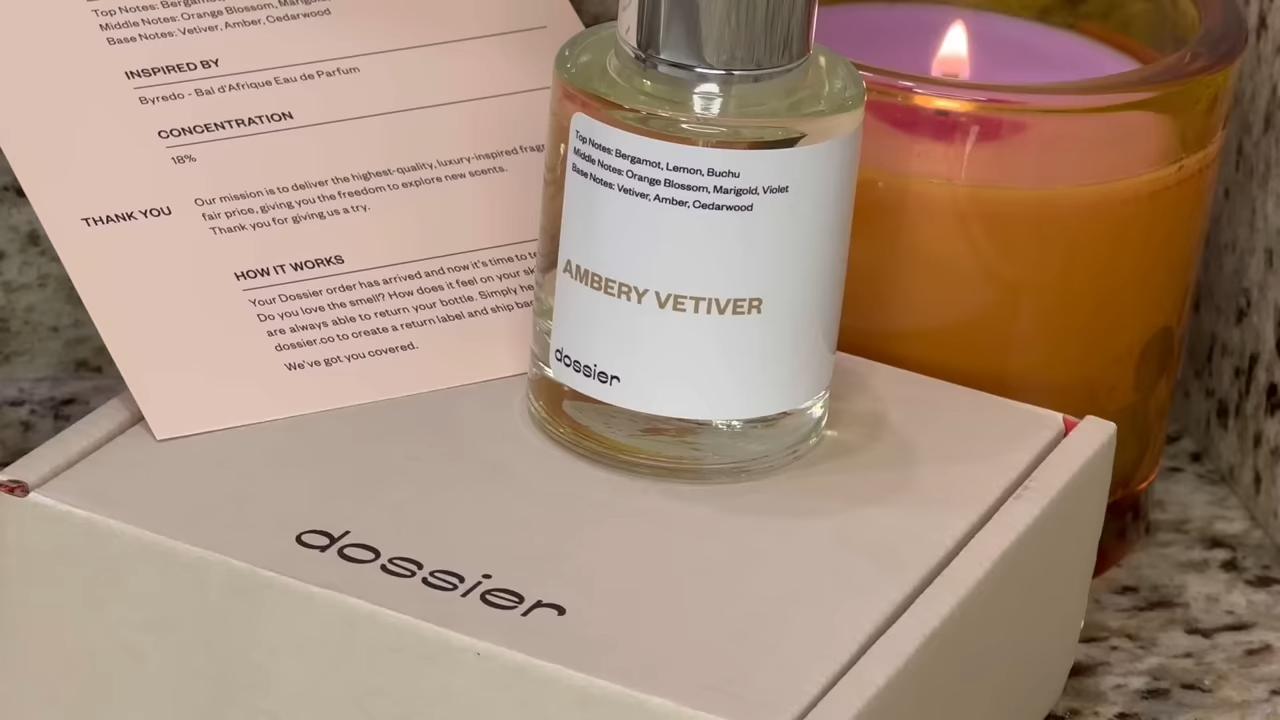 Top Notes: Bergamot,
Middle Notes: Orange Blossom,
Base Notes: Vetiver, Amber, Cedarwood
INSPIRED BY
Byredo - Bal d'Afrique Eau de Parfum
CONCENTRATION
18%
THANK YOU
Our mission is to deliver the highest-quality, luxury-inspired
fair price, giving you the freedom to explore new scents.
Thank you for giving us a try.
HOW IT WORKS
Your Dossier order has arrived and now it's time to
Do you love the smell? How does it feel on your
are always able to return your bottle. Simply
dossier.co to create a return label and ship
We've got you covered.
Top Notes: Bergamot, Lemon, Buchu
Middle Notes: Orange Blossom, Marigold, Violet
Base Notes: Vetiver, Amber, Cedarwood
AMBERY VETIVER
dossier
dossier